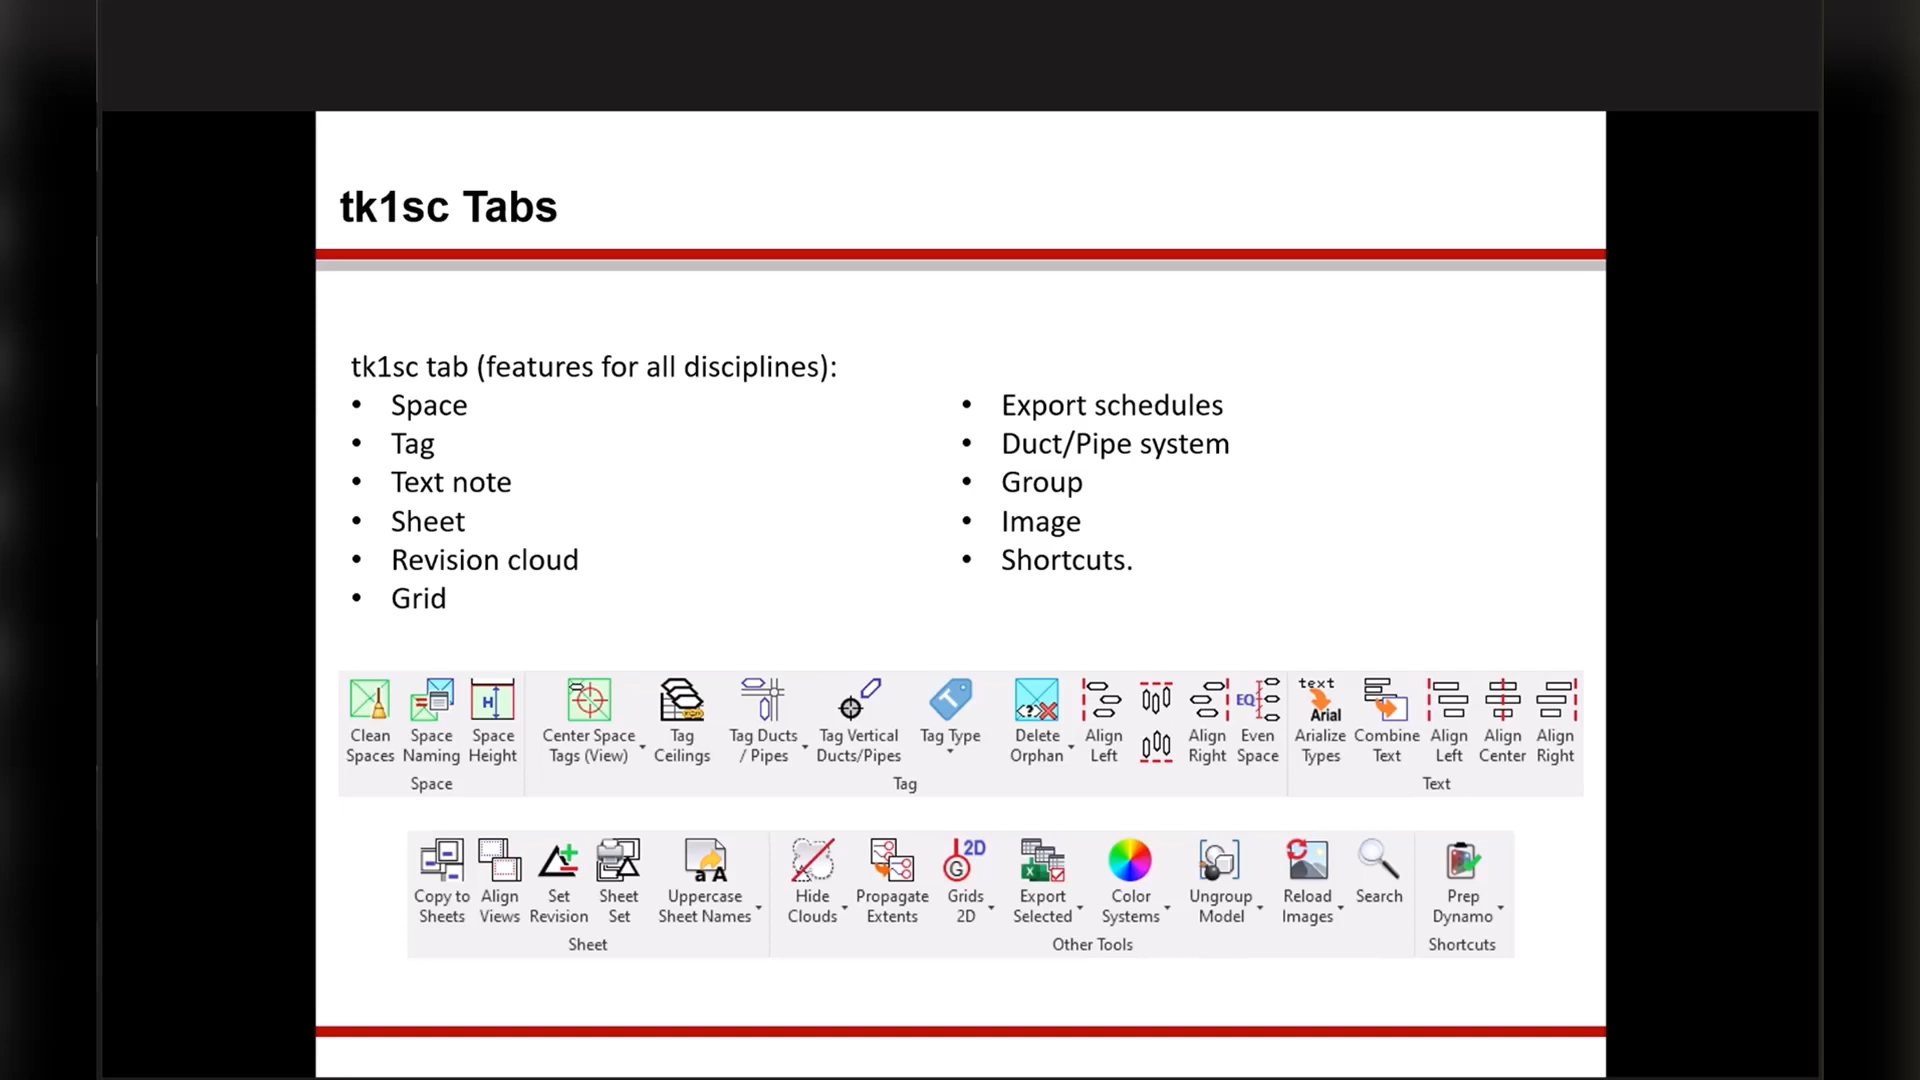 tk1sc Tabs
tk1sc tab (features for all disciplines):
• Space
• Tag
• Text note
• Sheet
• Revision cloud
• Grid
• Export schedules
• Duct/Pipe system
• Group
• Image
• Shortcuts.
Clean Spaces
Space Naming
H
Space Height
Space
Center Space Tags (View)
Tag Ceilings
Tag Ducts / Pipes
Tag Vertical Ducts/Pipes
T
Tag Type
<?>
Delete Orphan
Align Left
Align Right
EQ
Even Space
Tag
text
Arial
Arialize Types
Combine Text
Align Left
Align Center
Align Right
Text
Copy to Sheets
Align Views
Set Revision
Sheet Set
a A
Uppercase Sheet Names
Sheet
Hide Clouds
Propagate Extents
2D
G
Grids 2D
X
Export Selected
Color Systems
Ungroup Model
Reload Images
Search
Other Tools
Prep Dynamo
Shortcuts